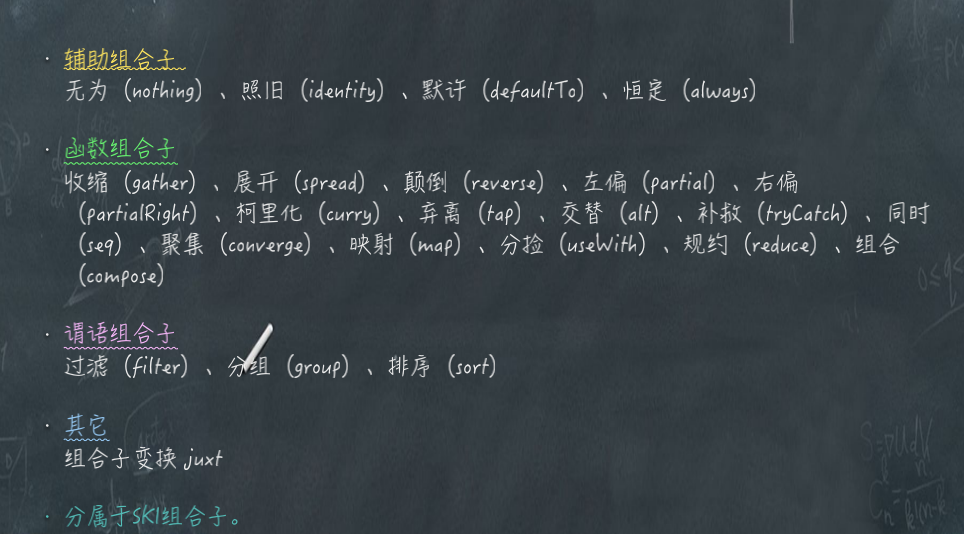 · 辅助组合子
无为（nothing）、照旧（identity）、默许（defaultTo）、恒定（always）
· 函数组合子
收缩（gather）、展开（spread）、颠倒（reverse）、左偏（partial）、右偏
（partialRight）、柯里化（curry）、弃离（tap）、交替（alt）、补救（tryCatch）、同时
（seq）、聚集（converge）、映射（map）、分捡（useWith）、规约（reduce）、组合
（compose）
· 谓语组合子
过滤（filter）、分组（group）、排序（sort）
· 其它
组合子变换 juxt
· 分属于SKI组合子。